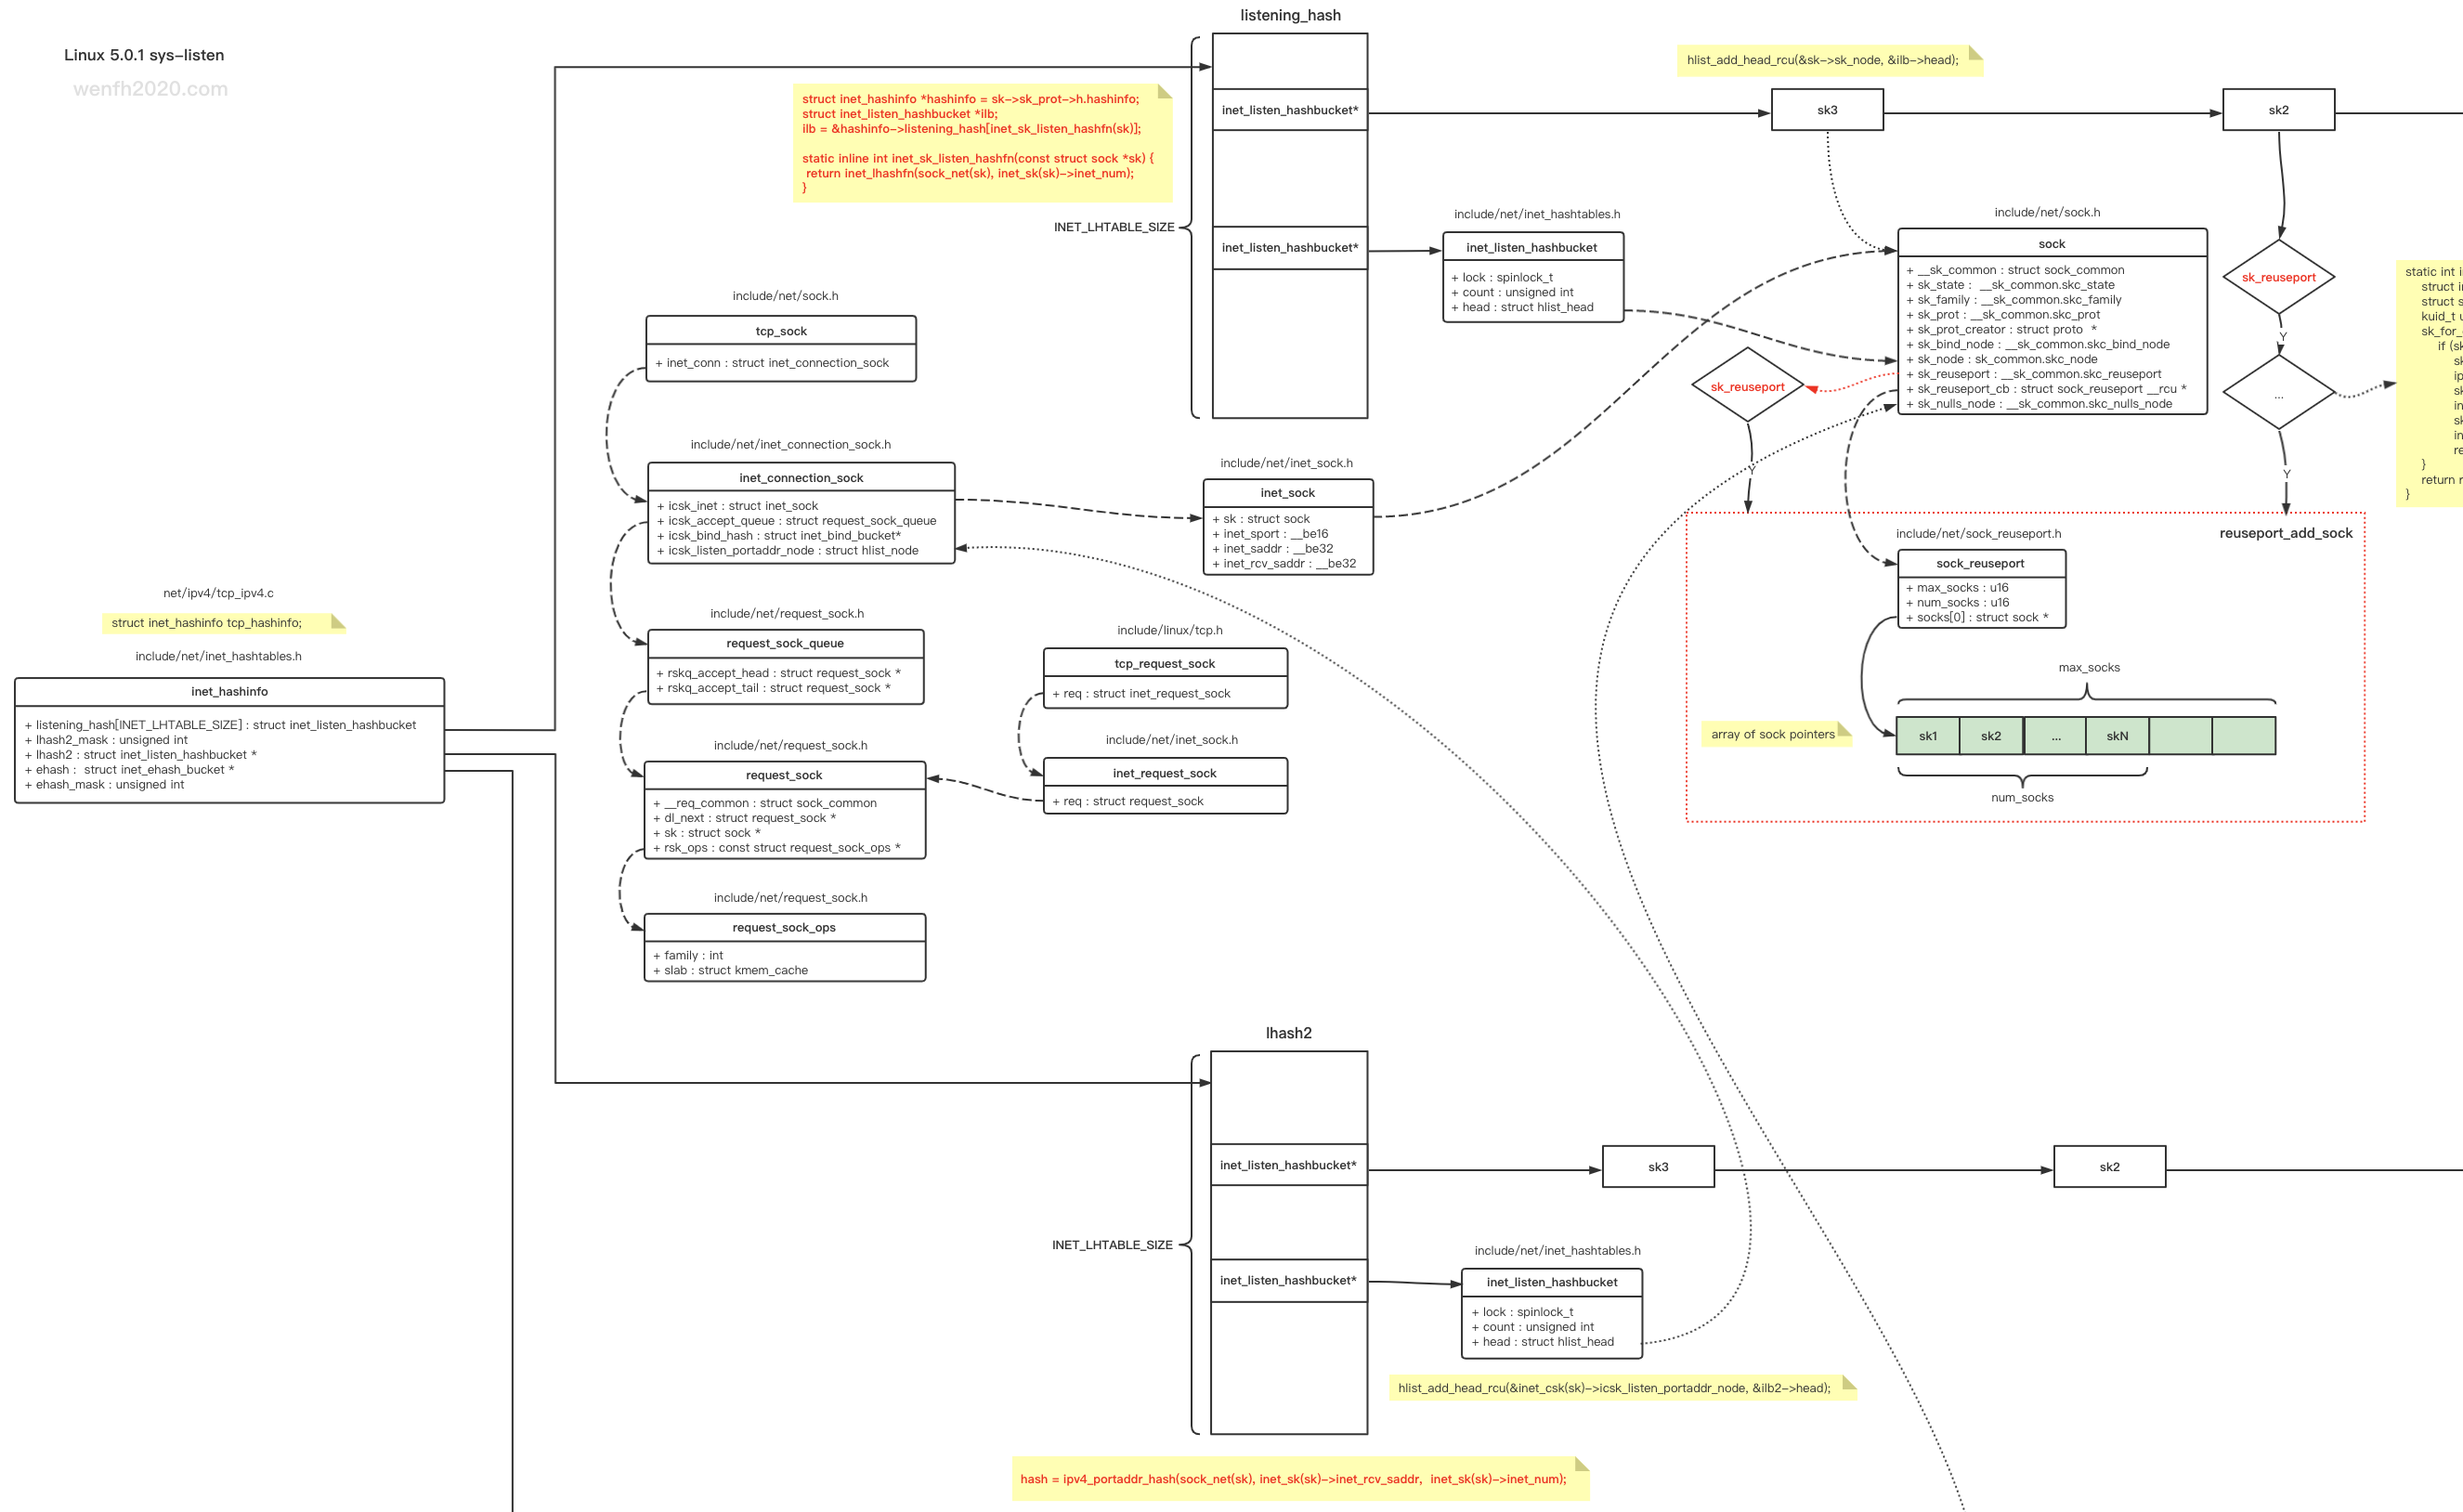 Linux 5.0.1 sys-listen
wenfh2020.com
listening_hash
struct inet_hashinfo *hashinfo = sk->sk_prot->h.hashinfo;
struct inet_listen_hashbucket *ilb;
ilb = &hashinfo->listening_hash[inet_sk_listen_hashfn(sk)];
static inline int inet_sk_listen_hashfn(const struct sock *sk) {
return inet_lhashfn(sock_net(sk), inet_sk(sk)->inet_num);
}
INET_LHTABLE_SIZE
inet_listen_hashbucket*
inet_listen_hashbucket*
hlist_add_head_rcu(&sk->sk_node, &ilb->head);
sk3
sk2
include/net/inet_hashtables.h
inet_listen_hashbucket
+ lock : spinlock_t
+ count : unsigned int
+ head : struct hlist_head
include/net/sock.h
sock
+ __sk_common : struct sock_common
+ sk_state : __sk_common.skc_state
+ sk_family : __sk_common.skc_family
+ sk_prot : __sk_common.skc_prot
+ sk_prot_creator : struct proto *
+ sk_bind_node : __sk_common.skc_bind_node
+ sk_node : sk_common.skc_node
+ sk_reuseport : __sk_common.skc_reuseport
+ sk_reuseport_cb : struct sock_reuseport __rcu *
+ sk_nulls_node : __sk_common.skc_nulls_node
sk_reuseport
Y
sk_reuseport
Y
...
Y
static int i
struct i
struct s
kuid_t u
sk_for_
if (sk
sk
ip
sk
in
sk
in
re
}
return r
}
include/net/sock.h
tcp_sock
+ inet_conn : struct inet_connection_sock
include/net/inet_connection_sock.h
inet_connection_sock
+ icsk_inet : struct inet_sock
+ icsk_accept_queue : struct request_sock_queue
+ icsk_bind_hash : struct inet_bind_bucket*
+ icsk_listen_portaddr_node : struct hlist_node
include/net/inet_sock.h
inet_sock
+ sk : struct sock
+ inet_sport : __be16
+ inet_saddr : __be32
+ inet_rcv_saddr : __be32
reuseport_add_sock
include/net/sock_reuseport.h
sock_reuseport
+ max_socks : u16
+ num_socks : u16
+ socks[0] : struct sock *
max_socks
array of sock pointers
sk1
sk2
...
skN
num_socks
net/ipv4/tcp_ipv4.c
struct inet_hashinfo tcp_hashinfo;
include/net/inet_hashtables.h
inet_hashinfo
+ listening_hash[INET_LHTABLE_SIZE] : struct inet_listen_hashbucket
+ lhash2_mask : unsigned int
+ lhash2 : struct inet_listen_hashbucket *
+ ehash : struct inet_ehash_bucket *
+ ehash_mask : unsigned int
include/net/request_sock.h
request_sock_queue
+ rskq_accept_head : struct request_sock *
+ rskq_accept_tail : struct request_sock *
include/linux/tcp.h
tcp_request_sock
+ req : struct inet_request_sock
include/net/request_sock.h
request_sock
+ __req_common : struct sock_common
+ dl_next : struct request_sock *
+ sk : struct sock *
+ rsk_ops : const struct request_sock_ops *
include/net/inet_sock.h
inet_request_sock
+ req : struct request_sock
include/net/request_sock.h
request_sock_ops
+ family : int
+ slab : struct kmem_cache
lhash2
INET_LHTABLE_SIZE
inet_listen_hashbucket*
inet_listen_hashbucket*
sk3
sk2
include/net/inet_hashtables.h
inet_listen_hashbucket
+ lock : spinlock_t
+ count : unsigned int
+ head : struct hlist_head
hlist_add_head_rcu(&inet_csk(sk)->icsk_listen_portaddr_node, &ilb2->head);
hash = ipv4_portaddr_hash(sock_net(sk), inet_sk(sk)->inet_rcv_saddr, inet_sk(sk)->inet_num);